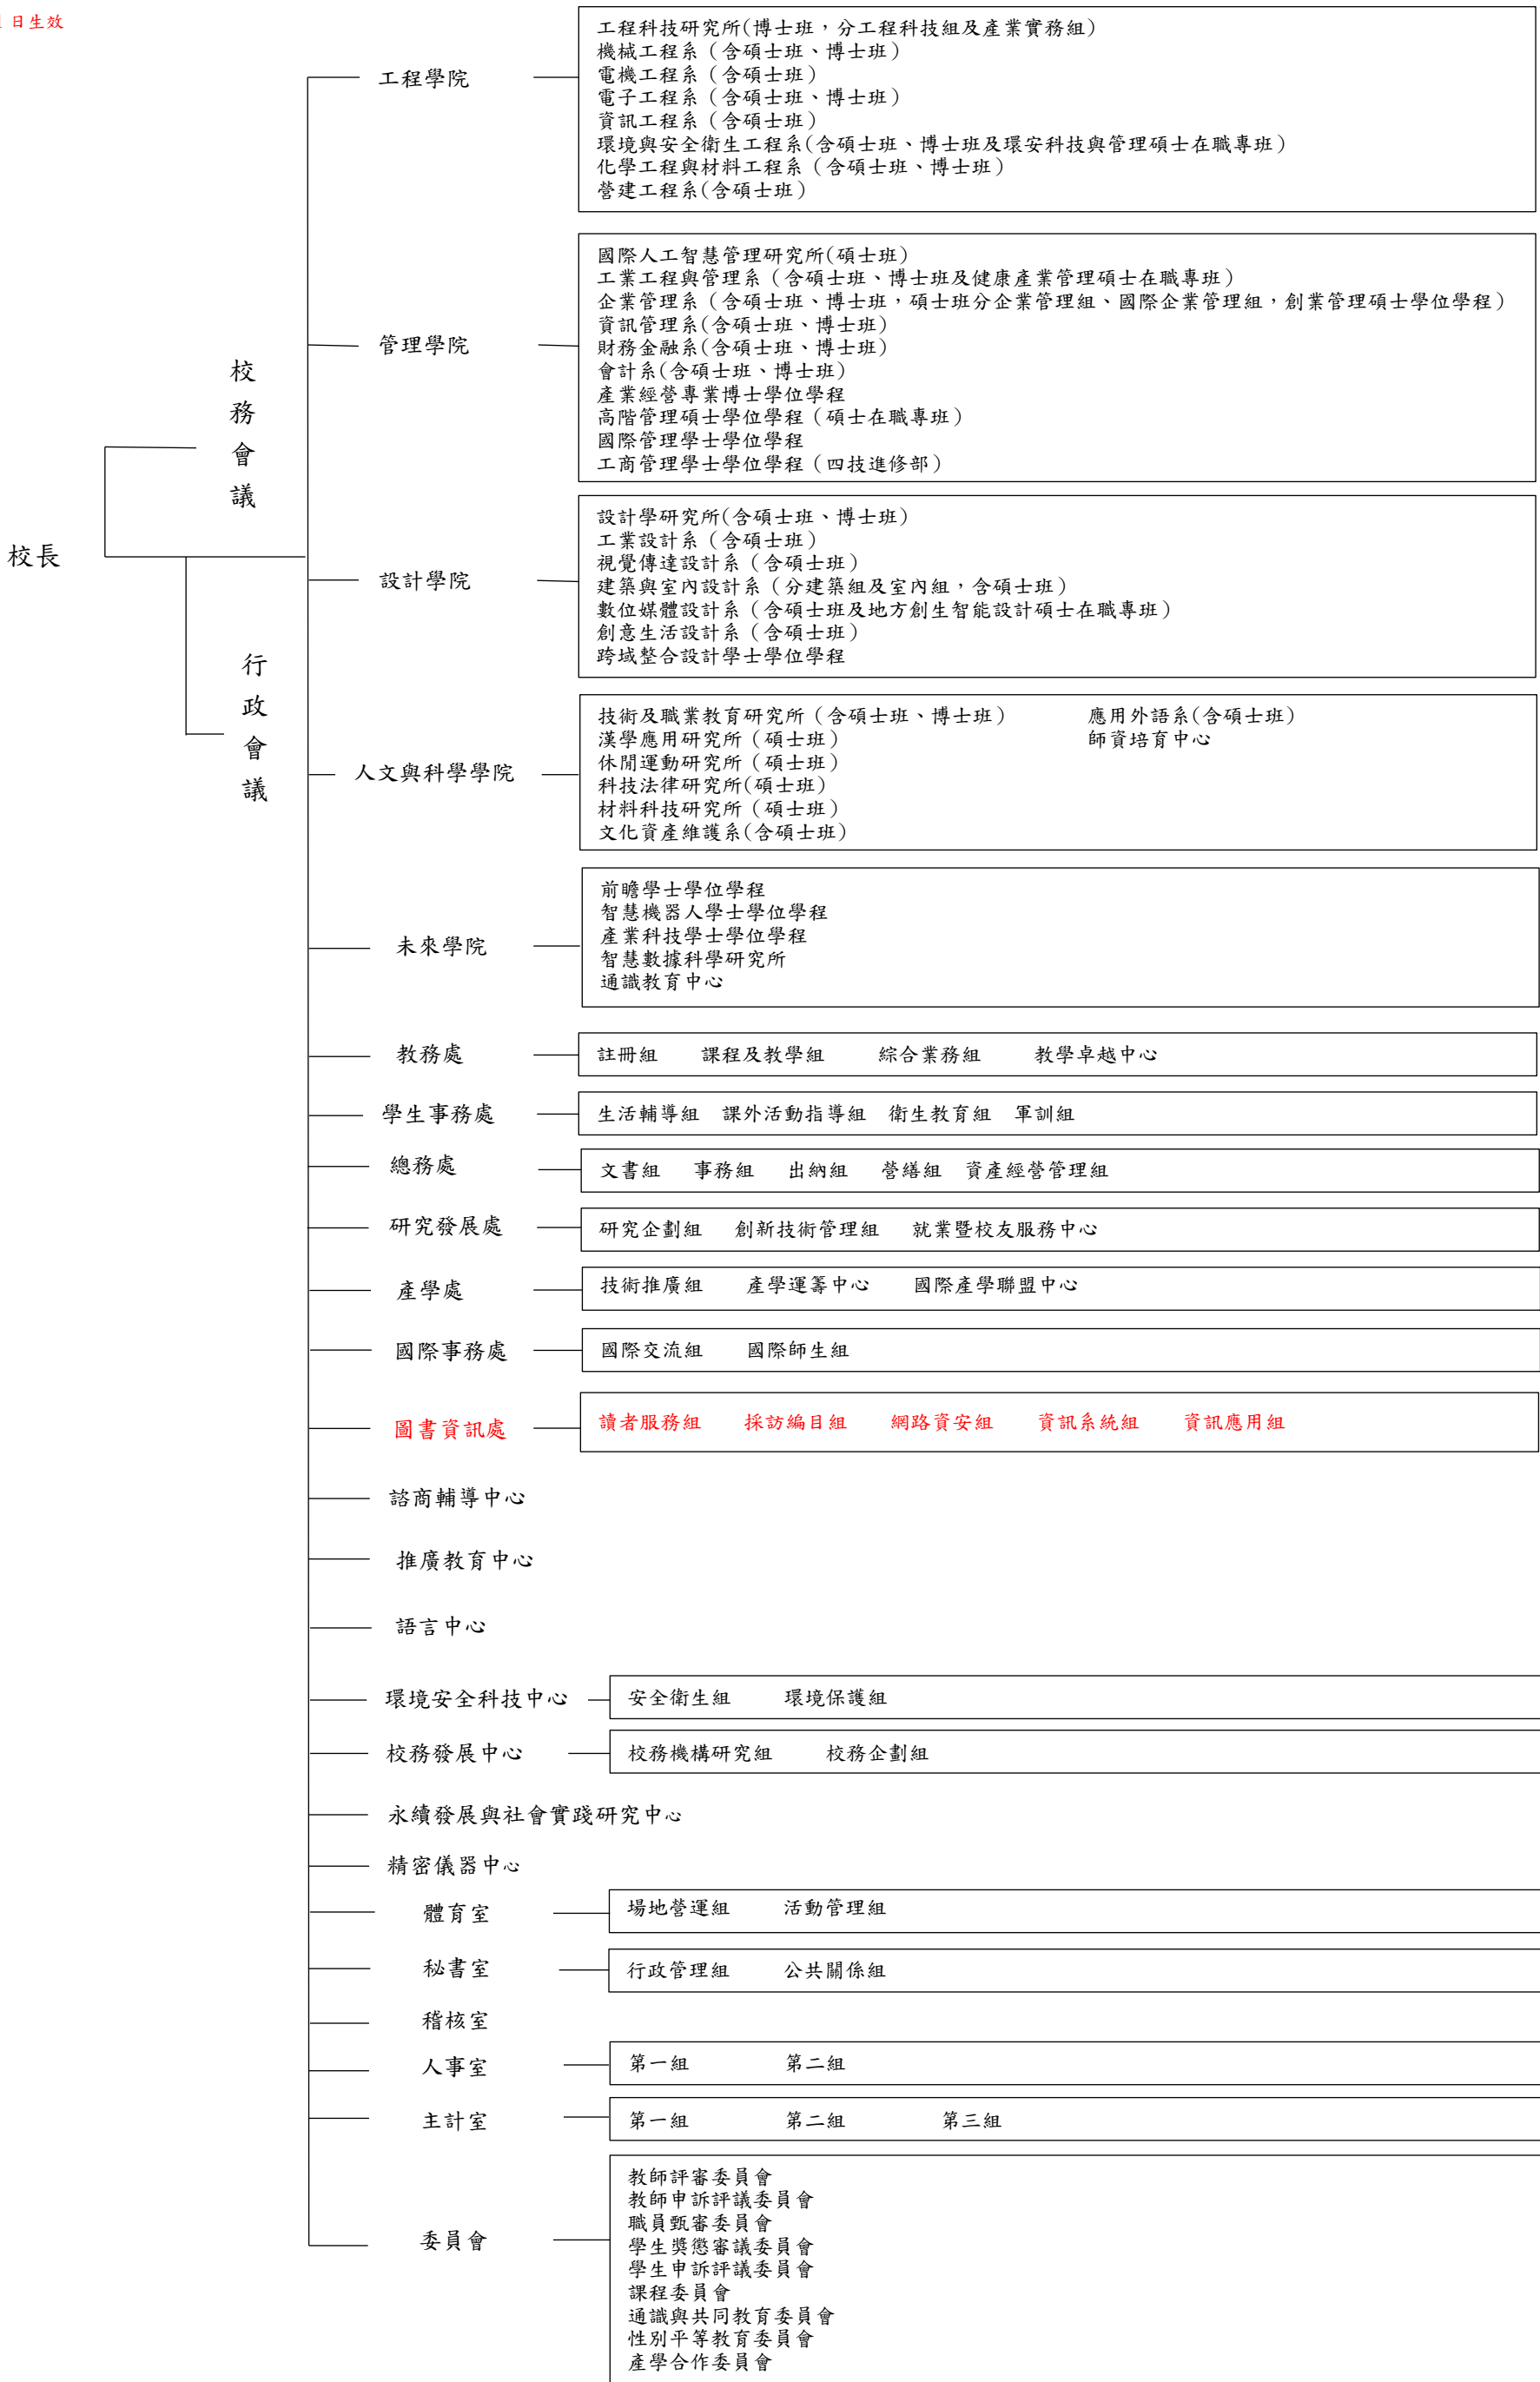 日生效
工程學院
工程科技研究所(博士班，分工程科技組及產業實務組)
機械工程系（含碩士班、博士班）
電機工程系（含碩士班）
電子工程系（含碩士班、博士班）
資訊工程系（含碩士班）
環境與安全衛生工程系(含碩士班、博士班及環安科技與管理碩士在職專班）
化學工程與材料工程系（含碩士班、博士班）
營建工程系(含碩士班）
管理學院
國際人工智慧管理研究所(碩士班）
工業工程與管理系（含碩士班、博士班及健康產業管理碩士在職專班）
企業管理系（含碩士班、博士班，碩士班分企業管理組、國際企業管理組，創業管理碩士學位學程）
資訊管理系(含碩士班、博士班）
財務金融系(含碩士班、博士班）
會計系(含碩士班、博士班）
產業經營專業博士學位學程
高階管理碩士學位學程（碩士在職專班）
國際管理學士學位學程
工商管理學士學位學程（四技進修部）
校長
校務會議
行政會議
設計學院
設計學研究所(含碩士班、博士班）
工業設計系（含碩士班）
視覺傳達設計系（含碩士班）
建築與室內設計系（分建築組及室內組，含碩士班）
數位媒體設計系（含碩士班及地方創生智能設計碩士在職專班）
創意生活設計系（含碩士班）
跨域整合設計學士學位學程
人文與科學學院
技術及職業教育研究所（含碩士班、博士班） 應用外語系(含碩士班）
漢學應用研究所（碩士班） 師資培育中心
休閒運動研究所（碩士班）
科技法律研究所(碩士班）
材料科技研究所（碩士班）
文化資產維護系(含碩士班）
未來學院
前瞻學士學位學程
智慧機器人學士學位學程
產業科技學士學位學程
智慧數據科學研究所
通識教育中心
教務處 註冊組 課程及教學組 綜合業務組 教學卓越中心
學生事務處 生活輔導組 課外活動指導組 衛生教育組 軍訓組
總務處 文書組 事務組 出納組 營繕組 資產經營管理組
研究發展處 研究企劃組 創新技術管理組 就業暨校友服務中心
產學處 技術推廣組 產學運籌中心 國際產學聯盟中心
國際事務處 國際交流組 國際師生組
圖書資訊處 讀者服務組 採訪編目組 網路資安組 資訊系統組 資訊應用組
諮商輔導中心
推廣教育中心
語言中心
環境安全科技中心 安全衛生組 環境保護組
校務發展中心 校務機構研究組 校務企劃組
永續發展與社會實踐研究中心
精密儀器中心
體育室 場地營運組 活動管理組
秘書室 行政管理組 公共關係組
稽核室
人事室 第一組 第二組
主計室 第一組 第二組 第三組
委員會
教師評審委員會
教師申訴評議委員會
職員甄審委員會
學生獎懲審議委員會
學生申訴評議委員會
課程委員會
通識與共同教育委員會
性別平等教育委員會
產學合作委員會